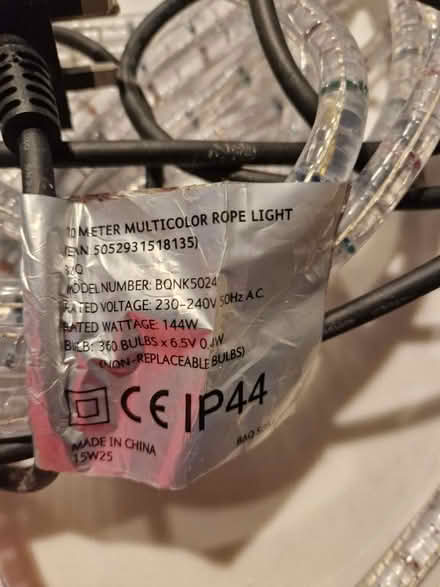 METER MULTICOLOR ROPE LIGHT
5052931518135)
MODEL NUMBER: BQNK5024
RATED VOLTAGE: 230-240V 50Hz A.C.
RATED WATTAGE: 144W
BULB: 360 BULBS x 6.5V
(NON-REPLACEABLE BULBS)
CE IP44
MADE IN CHINA
15W25